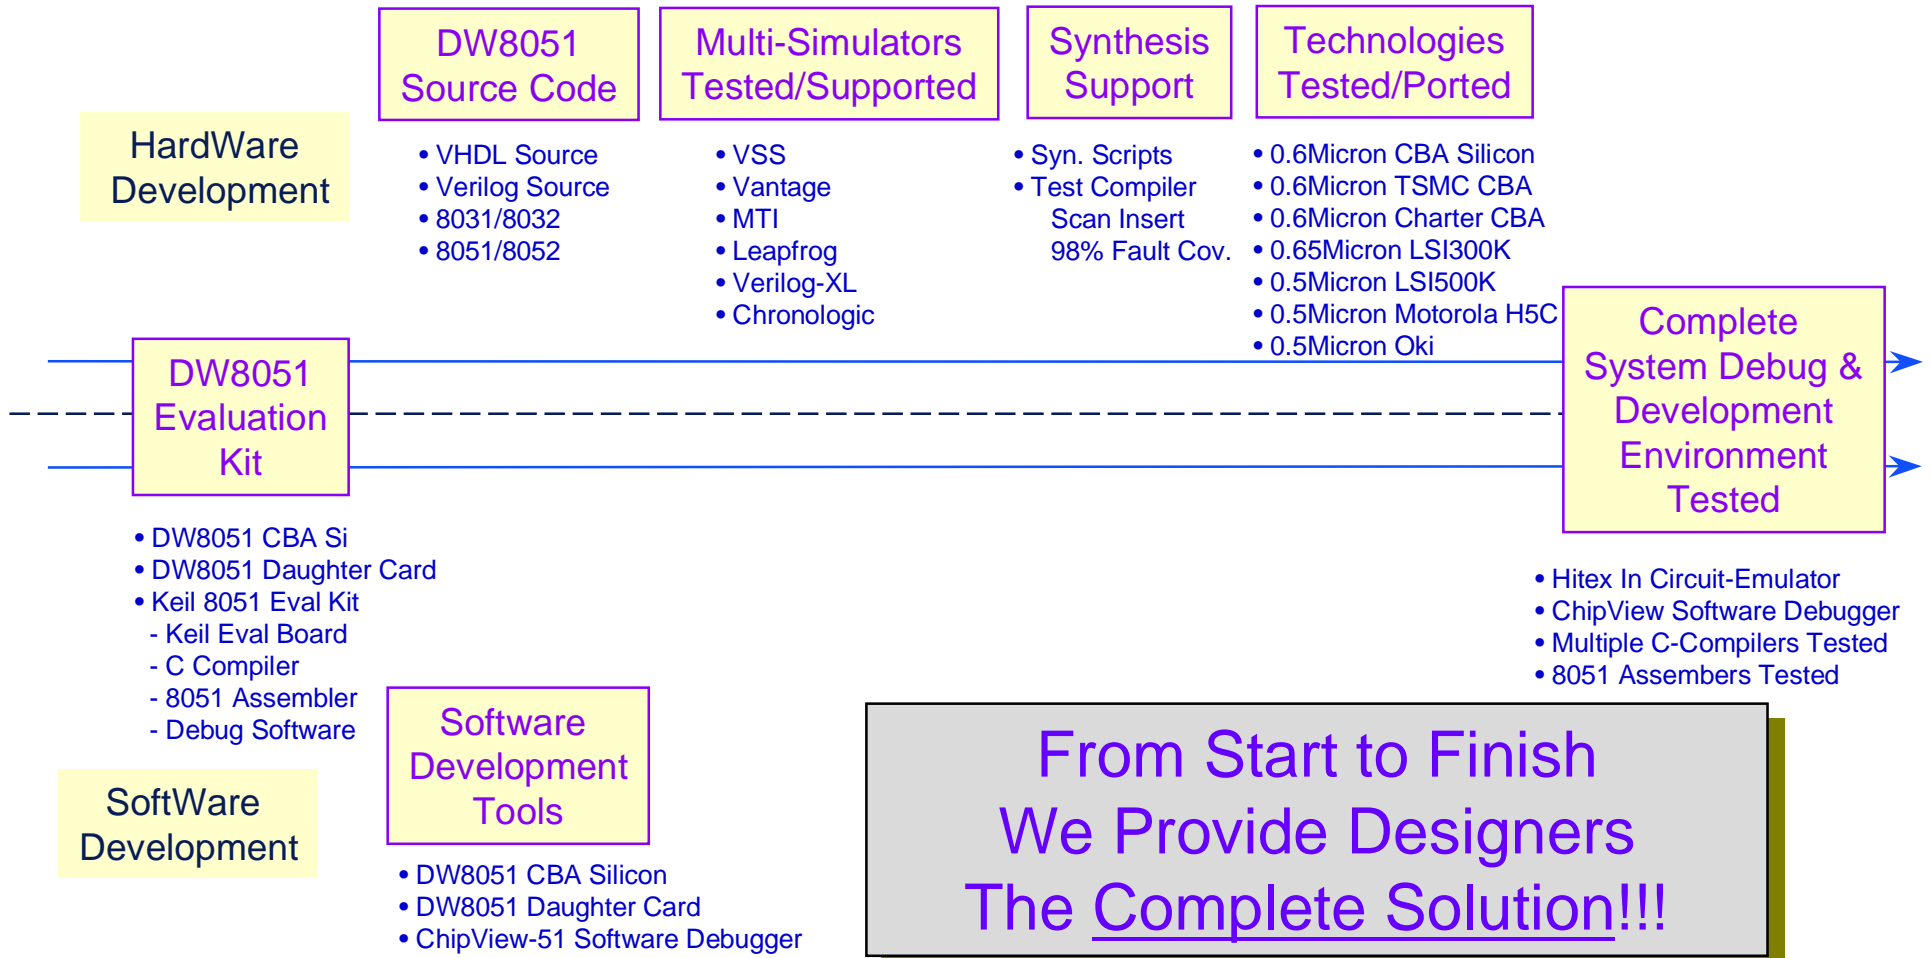 HardWare
Development
DW8051
Source Code
• VHDL Source
• Verilog Source
• 8031/8032
• 8051/8052
Multi-Simulators
Tested/Supported
• VSS
• Vantage
• MTI
• Leapfrog
• Verilog-XL
• Chronologic
Synthesis
Support
• Syn. Scripts
• Test Compiler
Scan Insert
98% Fault Cov.
Technologies
Tested/Ported
• 0.6Micron CBA Silicon
• 0.6Micron TSMC CBA
• 0.6Micron Charter CBA
• 0.65Micron LSI300K
• 0.5Micron LSI500K
• 0.5Micron Motorola H5C
• 0.5Micron Oki
DW8051
Evaluation
Kit
• DW8051 CBA Si
• DW8051 Daughter Card
• Keil 8051 Eval Kit
- Keil Eval Board
- C Compiler
- 8051 Assembler
- Debug Software
Complete
System Debug &
Development
Environment
Tested
• Hitex In Circuit-Emulator
• ChipView Software Debugger
• Multiple C-Compilers Tested
• 8051 Assembers Tested
SoftWare
Development
Software
Development
Tools
• DW8051 CBA Silicon
• DW8051 Daughter Card
• ChipView-51 Software Debugger
From Start to Finish
We Provide Designers
The Complete Solution!!!